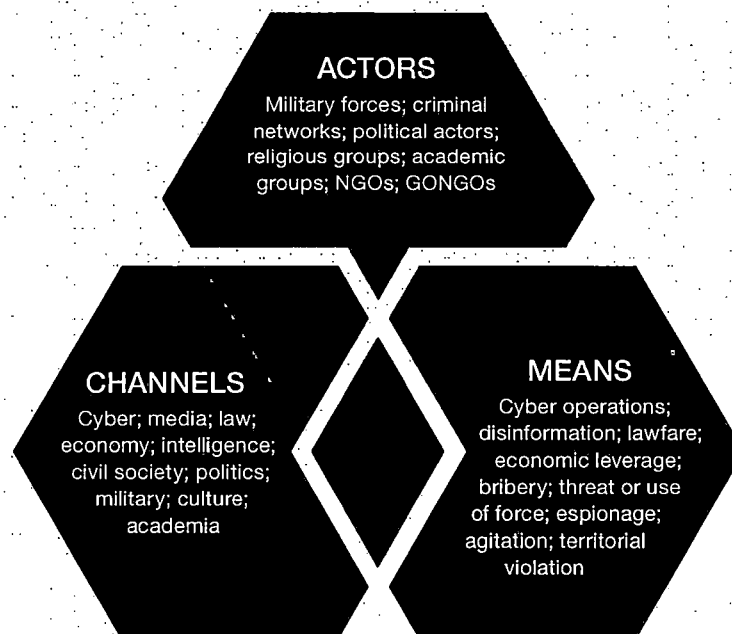 ACTORS
Military forces; criminal
networks; political actors;
religious groups; academic
groups; NGOs; GONGOs
CHANNELS
Cyber; media; law;
economy; intelligence;
civil society; politics;
military; culture;
academia
MEANS
Cyber operations;
disinformation; lawfare;
economic leverage;
bribery; threat or use
of force; espionage;
agitation; territorial
violation